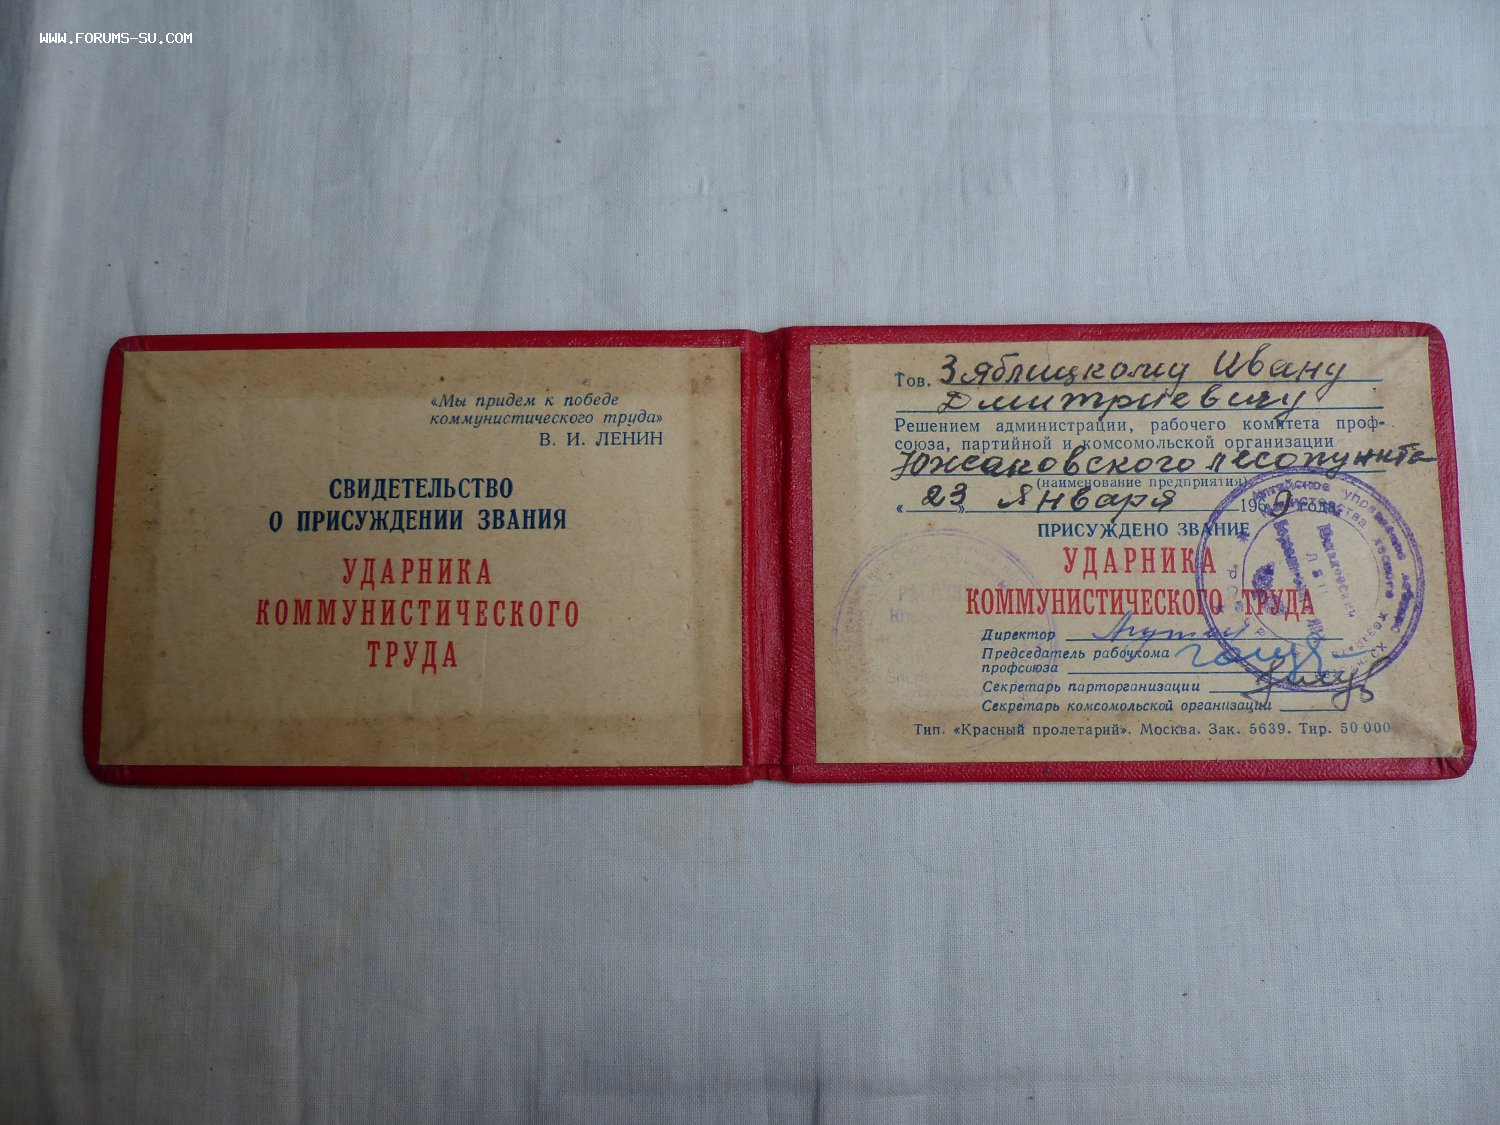 WWW.FORUMS-SU.COM
«Мы придем к победе
коммунистического труда»
В. И. ЛЕНИН
СВИДЕТЕЛЬСТВО
О ПРИСУЖДЕНИИ ЗВАНИЯ
УДАРНИКА
КОММУНИСТИЧЕСКОГО
ТРУДА
Тов. Зяблицкому Ивану
Дмитриевичу
Решением администрации, рабочего комитета проф-
союза, партийной и комсомольской организации
Южаковского лесопункта
(наименование предприятия)
«23» Января 1969 года
ПРИСУЖДЕНО ЗВАНИЕ
УДАРНИКА
КОММУНИСТИЧЕСКОГО ТРУДА
Директор
Председатель рабочкома
профсоюза
Секретарь парторганизации
Секретарь комсомольской организации
Тип. «Красный пролетарий». Москва. Зак. 5639. Тир. 50 000